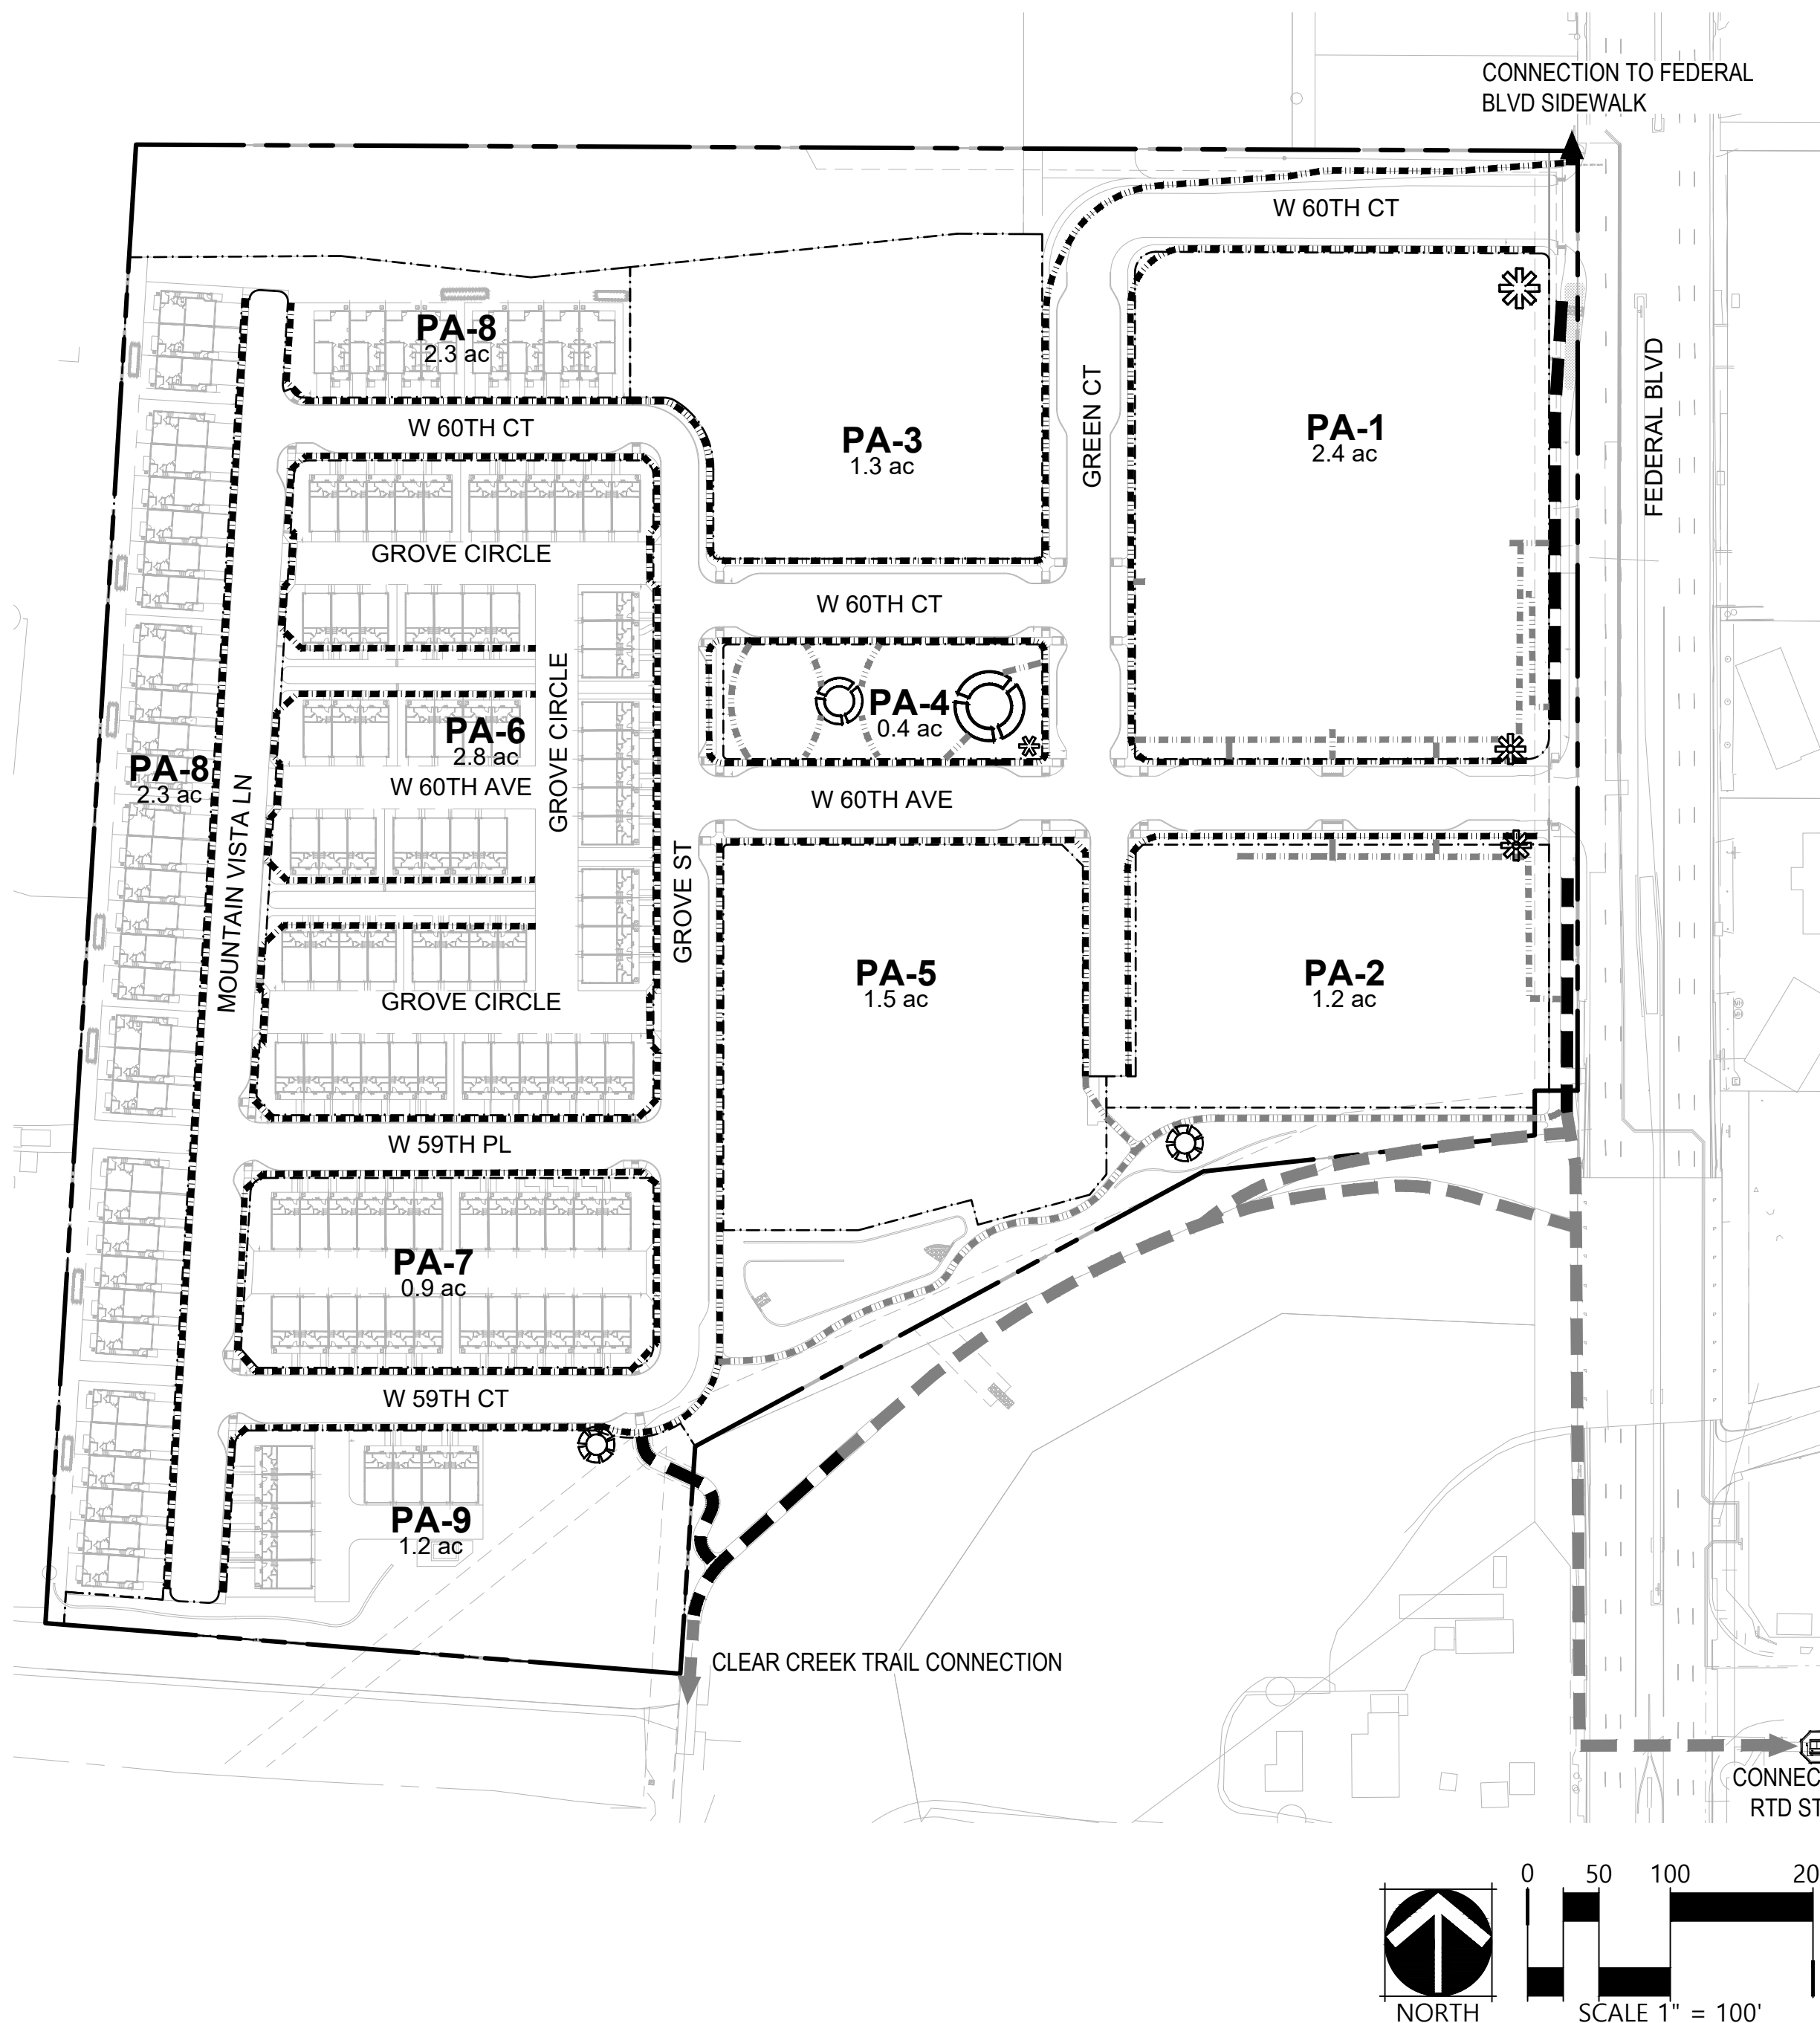 CONNECTION TO FEDERAL
BLVD SIDEWALK
W 60TH CT
PA-8
2.3 ac
W 60TH CT
PA-3
1.3 ac
GREEN CT
PA-1
2.4 ac
FEDERAL BLVD
GROVE CIRCLE
W 60TH CT
GROVE CIRCLE
PA-4
0.4 ac
PA-6
2.8 ac
PA-8
2.3 ac
W 60TH AVE
W 60TH AVE
MOUNTAIN VISTA LN
GROVE ST
PA-5
1.5 ac
PA-2
1.2 ac
GROVE CIRCLE
W 59TH PL
PA-7
0.9 ac
W 59TH CT
PA-9
1.2 ac
CLEAR CREEK TRAIL CONNECTION
CONNEC
RTD ST
0 50 100 20
NORTH
SCALE 1" = 100'